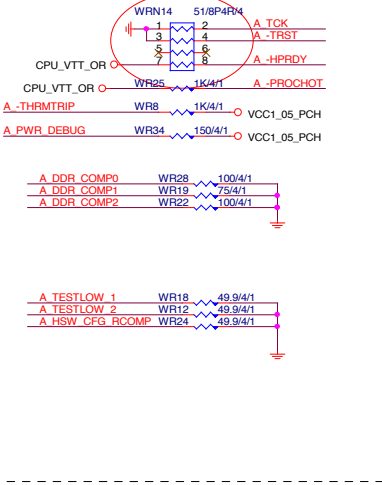 WRN14 51/8P4R/4
1 2 A_TCK
3 4 A_-TRST
5 6
CPU_VTT_OR 7 8 A_-HPRDY
CPU_VTT_OR WR25 1K/4/1 A_-PROCHOT
A_-THRMTRIP WR8 1K/4/1 VCC1_05_PCH
A_PWR_DEBUG WR34 150/4/1 VCC1_05_PCH
A_DDR_COMP0 WR28 100/4/1
A_DDR_COMP1 WR19 75/4/1
A_DDR_COMP2 WR22 100/4/1
A_TESTLOW_1 WR18 49.9/4/1
A_TESTLOW_2 WR12 49.9/4/1
A_HSW_CFG_RCOMP WR24 49.9/4/1